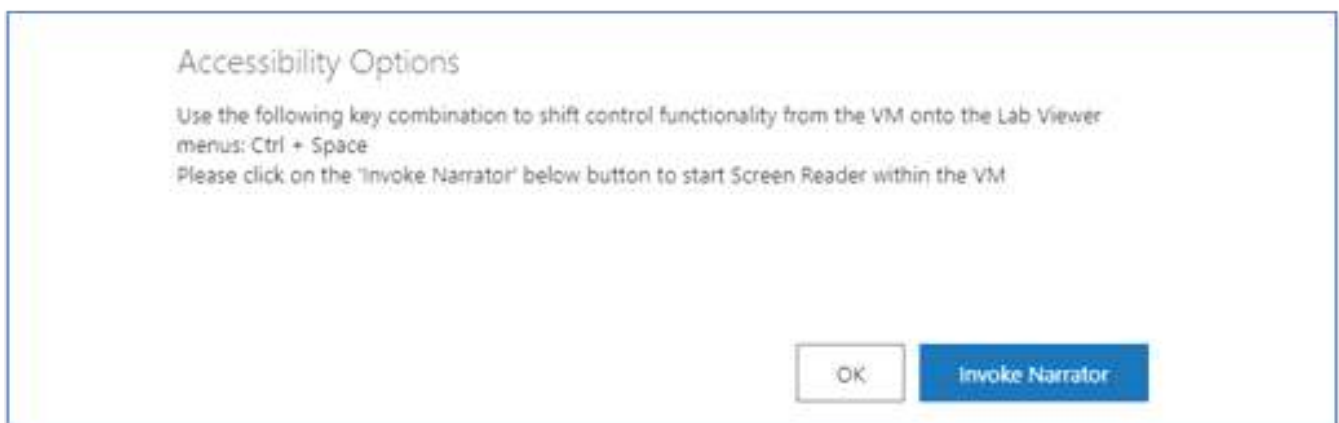 Accessibility Options
Use the following key combination to shift control functionality from the VM onto the Lab Viewer
menus: Ctrl + Space
Please click on the 'Invoke Narrator' below button to start Screen Reader within the VM
OK
Invoke Narrator